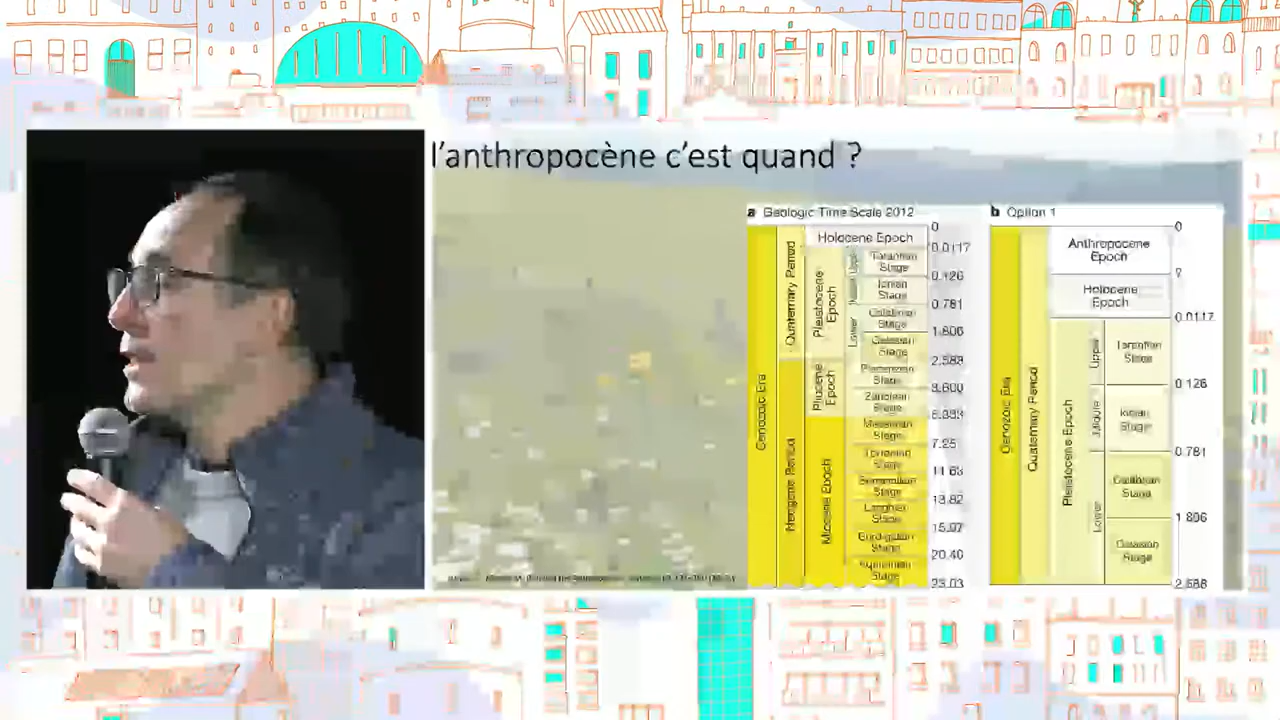 l'anthropocène c'est quand ?
a Geologic Time Scale 2012
Cenozoic Era
Quaternary Period
Neogene Period
Pleistocene Epoch
Pliocene Epoch
Miocene Epoch
Holocene Epoch
Lower
Tarantian Stage
Ionian Stage
Calabrian Stage
Gelasian Stage
Piacenzian Stage
Zanclean Stage
Messinian Stage
Tortonian Stage
Serravallian Stage
Langhian Stage
Burdigalian Stage
Aquitanian Stage
0
0.0117
0.126
0.781
1.806
2.588
3.600
7.25
11.63
13.82
15.97
20.40
23.03
b Option 1
Cenozoic Era
Quaternary Period
Pleistocene Epoch
Anthropocene Epoch
Holocene Epoch
Upper
Middle
Lower
Tarantian Stage
Ionian Stage
Calabrian Stage
Gelasian Stage
0
?
0.0117
0.126
0.781
1.806
2.588